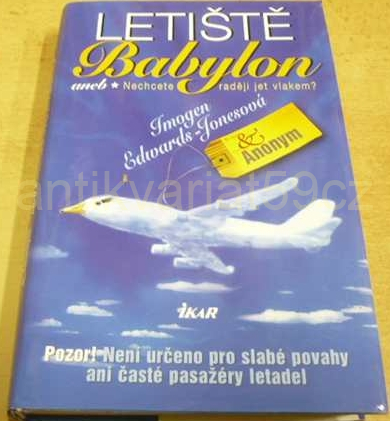 LETIŠTĚ
Babylon
aneb * Nechcete raději jet vlakem?
Imogen
Edwards-Jonesová
&
Anonym
antikvariat59cz
IKAR
Pozor! Není určeno pro slabé povahy
ani časté pasažéry letadel